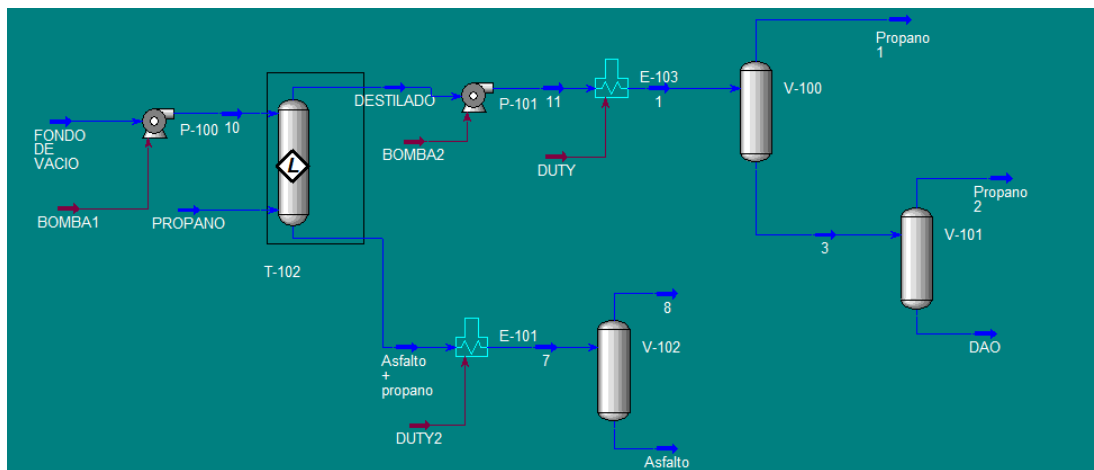 Propano
1
V-100
E-103
1
DESTILADO
P-101
11
BOMBA2
DUTY
FONDO
DE
VACIO
P-100
10
L
BOMBA1
PROPANO
T-102
Propano
2
V-101
3
DAO
8
V-102
E-101
7
Asfalto
+
propano
DUTY2
Asfalto